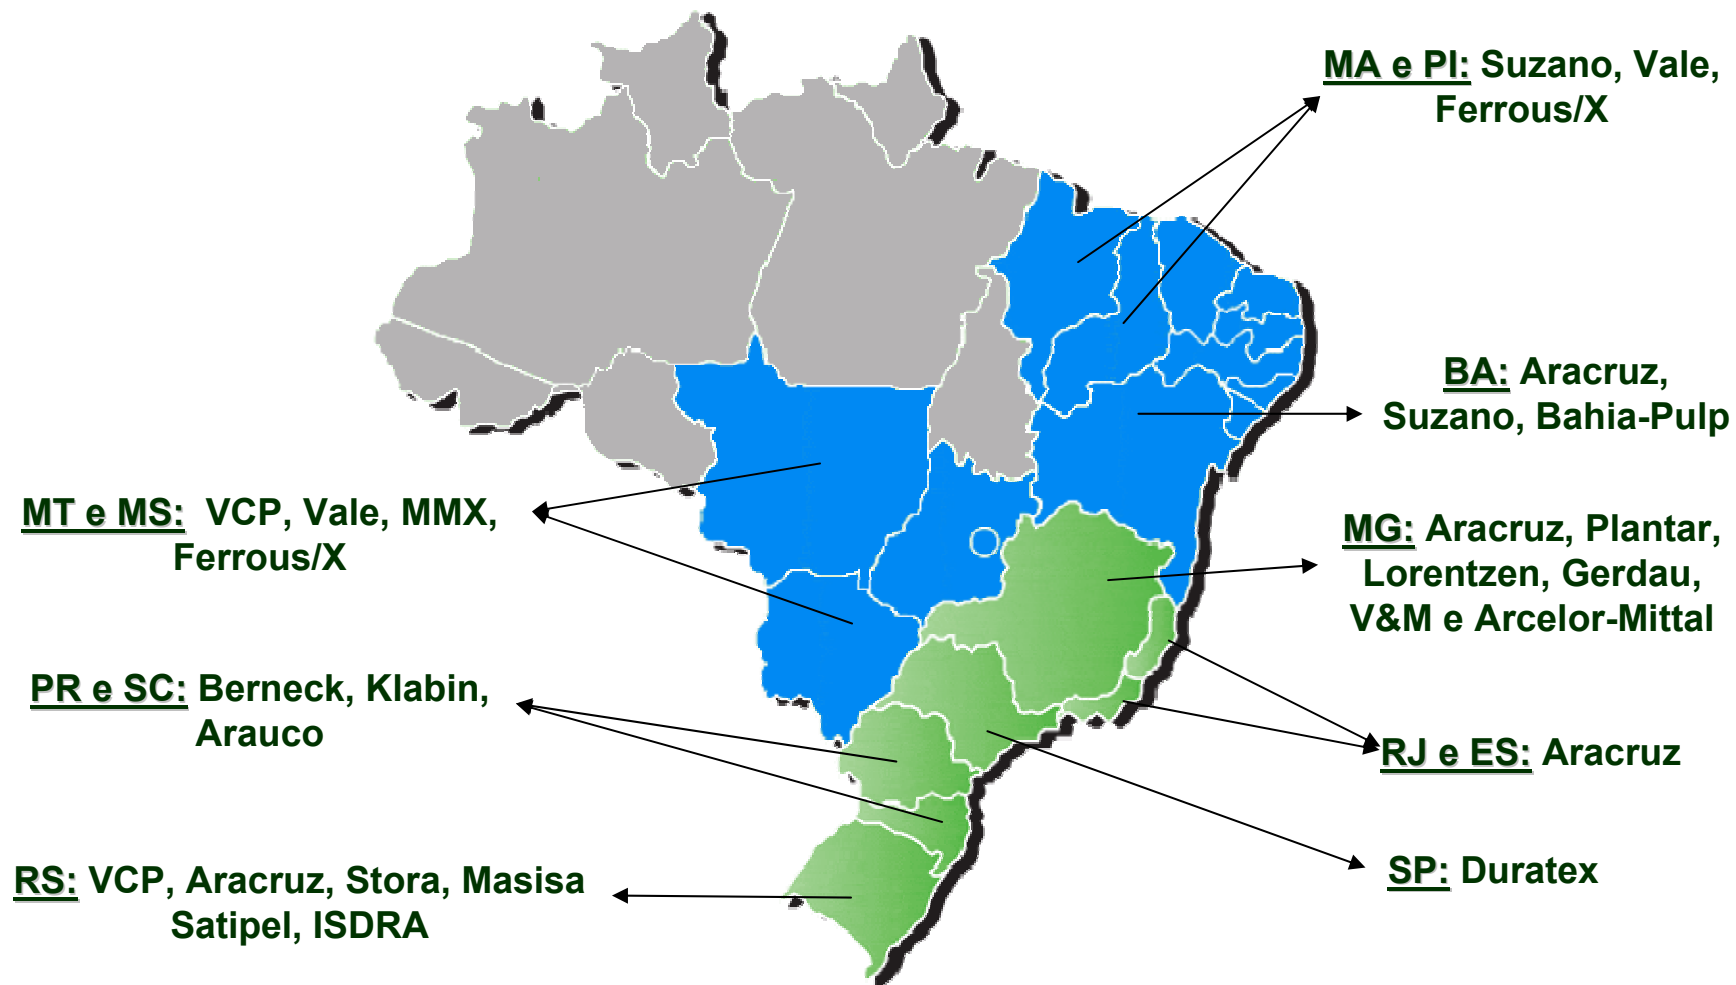 MA e PI: Suzano, Vale,
Ferrous/X
BA: Aracruz,
Suzano, Bahia-Pulp
MT e MS: VCP, Vale, MMX,
Ferrous/X
MG: Aracruz, Plantar,
Lorentzen, Gerdau,
V&M e Arcelor-Mittal
PR e SC: Berneck, Klabin,
Arauco
RJ e ES: Aracruz
RS: VCP, Aracruz, Stora, Masisa
Satipel, ISDRA
SP: Duratex